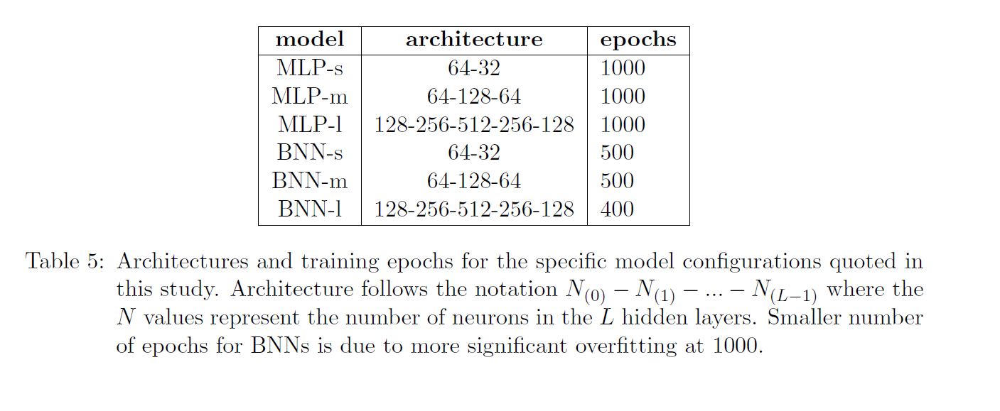 model architecture epochs
MLP-s 64-32 1000
MLP-m 64-128-64 1000
MLP-l 128-256-512-256-128 1000
BNN-s 64-32 500
BNN-m 64-128-64 500
BNN-l 128-256-512-256-128 400
Table 5: Architectures and training epochs for the specific model configurations quoted in
this study. Architecture follows the notation N(0) − N(1) − ... − N(L−1) where the
N values represent the number of neurons in the L hidden layers. Smaller number
of epochs for BNNs is due to more significant overfitting at 1000.